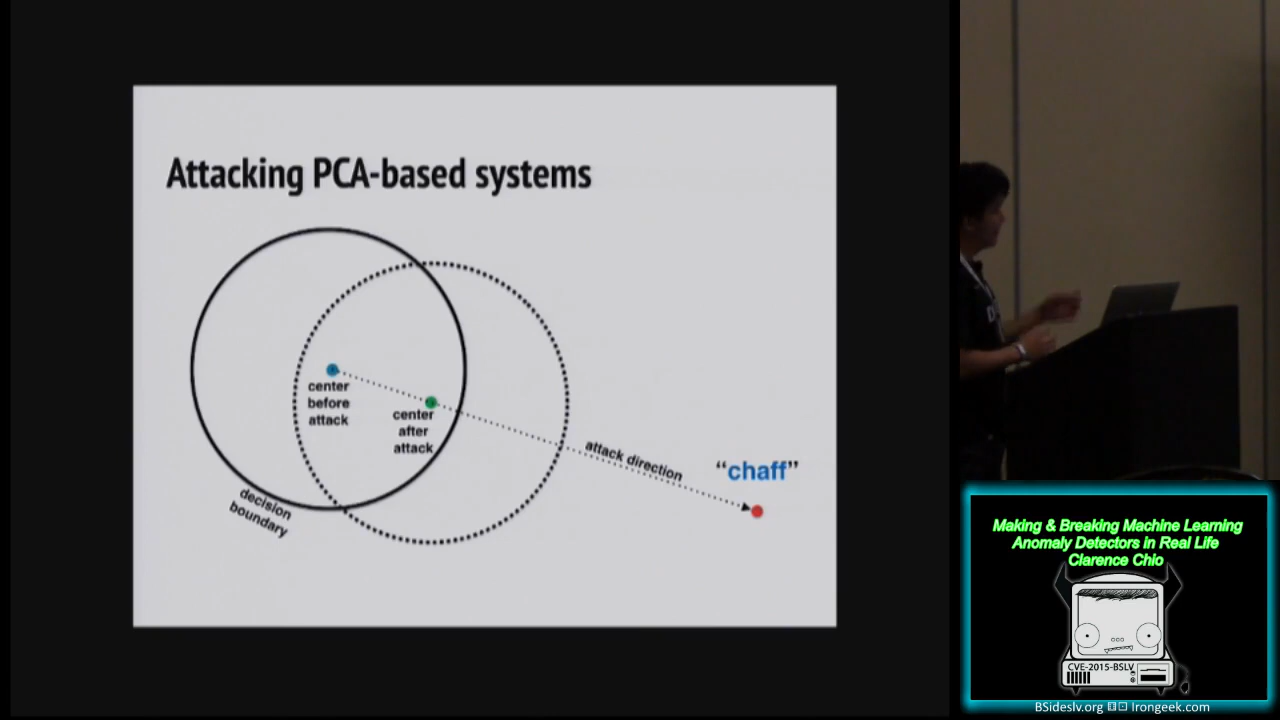 Attacking PCA-based systems
center
before
attack
center
after
attack
attack direction
“chaff”
decision
boundary
Making & Breaking Machine Learning
Anomaly Detectors in Real Life
Clarence Chio
CVE-2015-BSLV
BSideslv.org
Irongeek.com